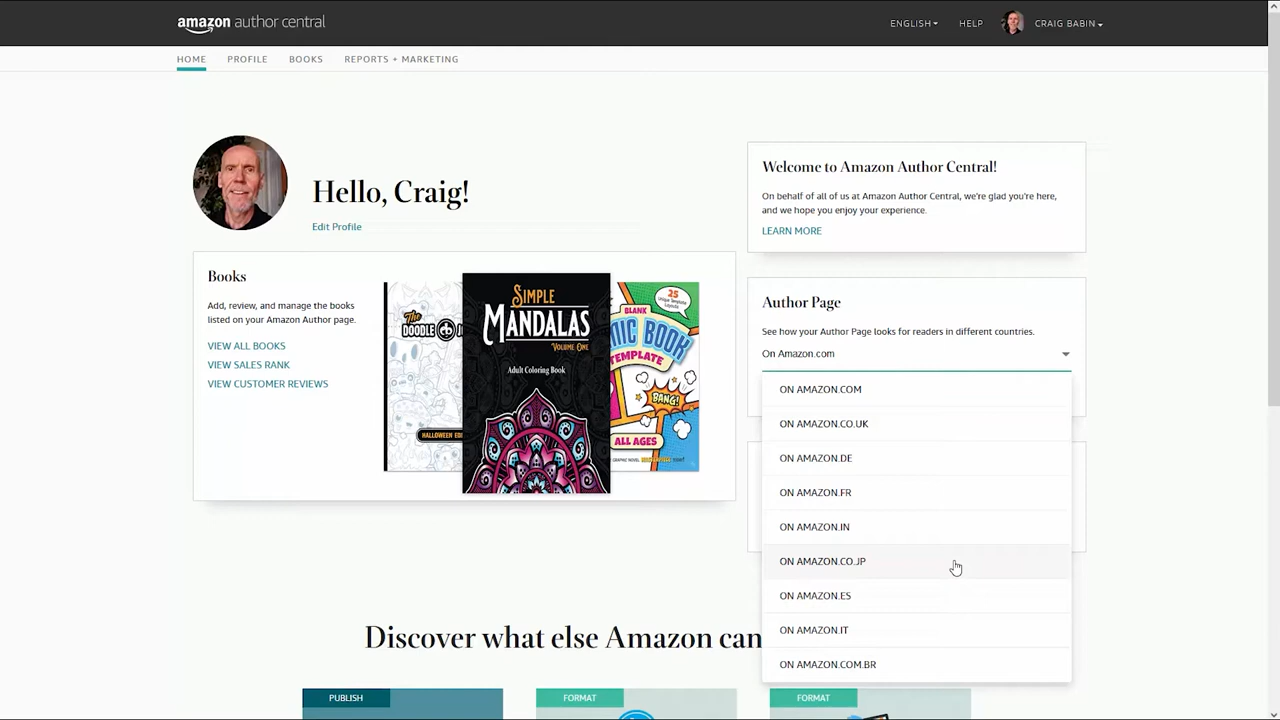 amazon author central
ENGLISH
HELP
CRAIG BABIN
HOME
PROFILE
BOOKS
REPORTS + MARKETING
Hello, Craig!
Edit Profile
Welcome to Amazon Author Central!
On behalf of all of us at Amazon Author Central, we're glad you're here,
and we hope you enjoy your experience.
LEARN MORE
Books
Add, review, and manage the books
listed on your Amazon Author page.
VIEW ALL BOOKS
VIEW SALES RANK
VIEW CUSTOMER REVIEWS
The
DOODLE
HALLOWEEN
SIMPLE
MANDALAS
VOLUME ONE
Adult Coloring Book
25
Unique Template
Layouts
BLANK
BOOK
TEMPLATE
BANG!
ALL AGES
Author Page
See how your Author Page looks for readers in different countries.
On Amazon.com
ON AMAZON.COM
ON AMAZON.CO.UK
ON AMAZON.DE
ON AMAZON.FR
ON AMAZON.IN
ON AMAZON.CO.JP
ON AMAZON.ES
ON AMAZON.IT
ON AMAZON.COM.BR
Discover what else Amazon can
PUBLISH
FORMAT
FORMAT